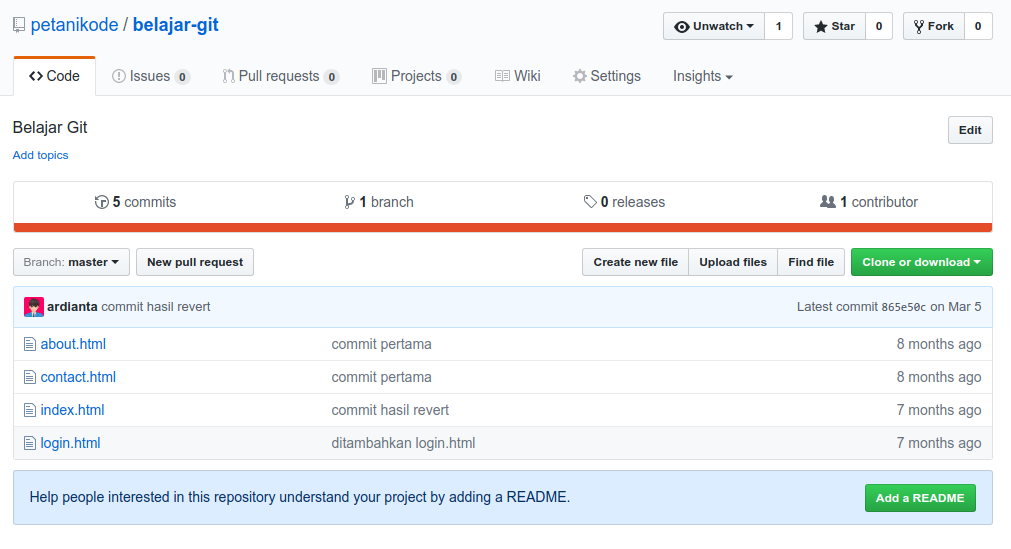 petanikode / belajar-git Unwatch 1 Star 0 Fork 0
Code Issues 0 Pull requests 0 Projects 0 Wiki Settings Insights
Belajar Git Edit
Add topics
5 commits 1 branch 0 releases 1 contributor
Branch: master New pull request Create new file Upload files Find file Clone or download
ardianta commit hasil revert Latest commit 865e50c on Mar 5
about.html commit pertama 8 months ago
contact.html commit pertama 8 months ago
index.html commit hasil revert 7 months ago
login.html ditambahkan login.html 7 months ago
Help people interested in this repository understand your project by adding a README. Add a README